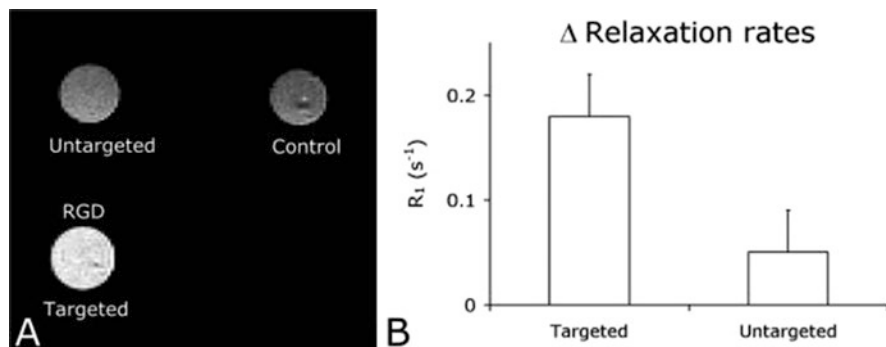 Untargeted
Control
RGD
Targeted
A
Δ Relaxation rates
R₁ (s⁻¹)
0.2
0.1
0
Targeted
Untargeted
B